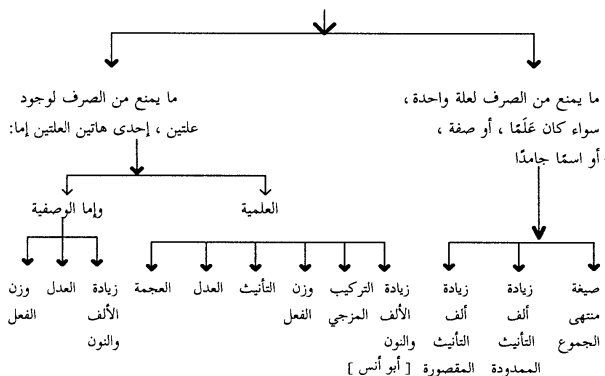 ما يمنع من الصرف لعلة واحدة ،
سواء كان عَلَمًا ، أو صفة ،
أو اسمًا جامدًا
ما يمنع من الصرف لوجود
علتين ، إحدى هاتين العلتين إما:
العلمية
وإما الوصفية
صيغة
منتهى
الجموع
زيادة
ألف
التأنيث
الممدودة
زيادة
ألف
التأنيث
المقصورة
زيادة
الألف
والنون
التركيب
المزجي
وزن
الفعل
التأنيث
العدل
العجمة
زيادة
الألف
والنون
العدل
وزن
الفعل
[ أبو أنس ]